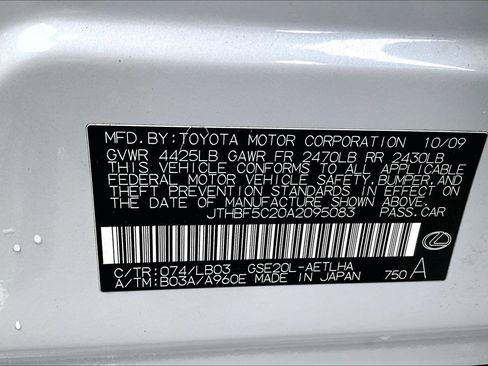 MFD. BY: TOYOTA MOTOR CORPORATION 10/09
GVWR 4425LB GAWR FR 2470LB RR 2430LB
THIS VEHICLE CONFORMS TO ALL APPLICABLE
FEDERAL MOTOR VEHICLE SAFETY, BUMPER, AND
THEFT PREVENTION STANDARDS IN EFFECT ON
THE DATE OF MANUFACTURE SHOWN ABOVE.
JTHBF5C20A2095083 PASS.CAR
C/TR: 074/LB03 GSE20L-AETLHA
A/TM: B03A/A960E MADE IN JAPAN 750 A